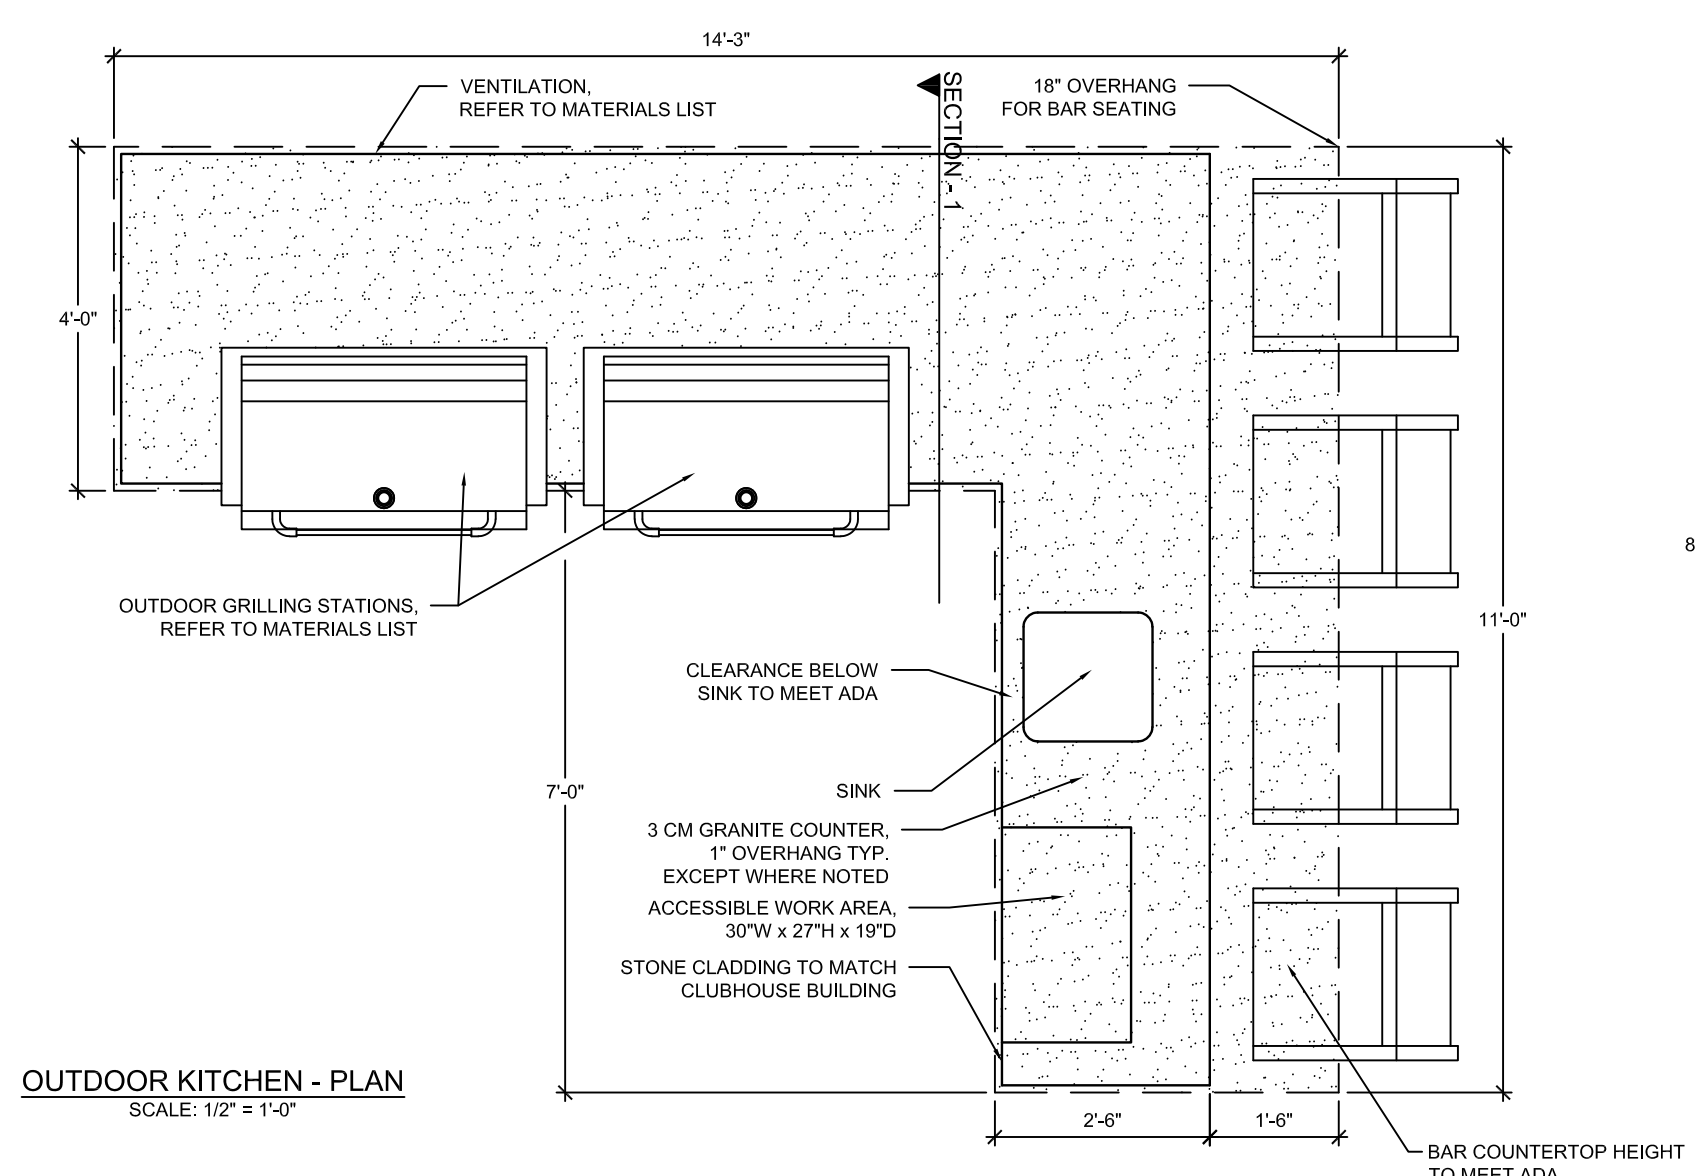 14'-3"
VENTILATION,
REFER TO MATERIALS LIST
SECTION - 1
18" OVERHANG
FOR BAR SEATING
4'-0"
8
OUTDOOR GRILLING STATIONS,
REFER TO MATERIALS LIST
11'-0"
CLEARANCE BELOW
SINK TO MEET ADA
7'-0"
SINK
3 CM GRANITE COUNTER,
1" OVERHANG TYP.
EXCEPT WHERE NOTED
ACCESSIBLE WORK AREA,
30"W x 27"H x 19"D
STONE CLADDING TO MATCH
CLUBHOUSE BUILDING
OUTDOOR KITCHEN - PLAN
SCALE: 1/2" = 1'-0"
2'-6"
1'-6"
BAR COUNTERTOP HEIGHT
TO MEET ADA